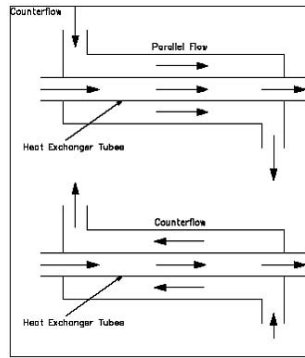 Counterflow
Parallel Flow
Heat Exchanger Tubes
Counterflow
Heat Exchanger Tubes